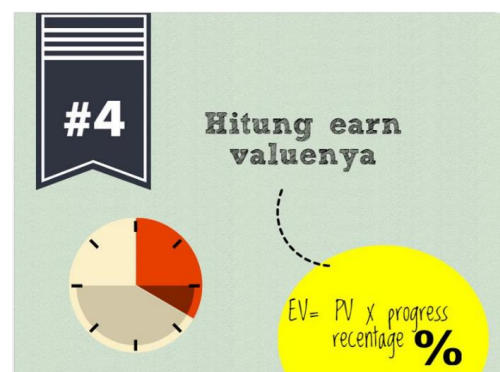 #4
Hitung earn
valuenya
EV= PV x progress
recentage %